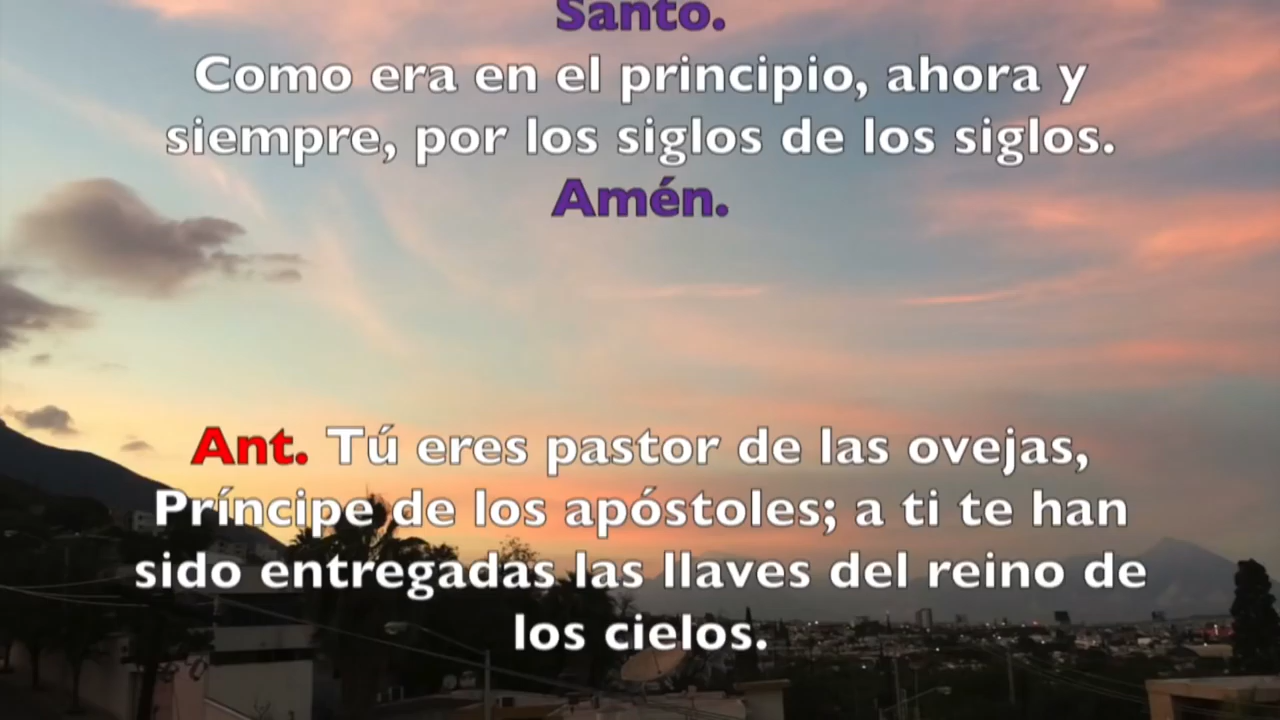 Santo.
Como era en el principio, ahora y
siempre, por los siglos de los siglos.
Amén.
Ant. Tú eres pastor de las ovejas,
Príncipe de los apóstoles; a ti te han
sido entregadas las llaves del reino de
los cielos.